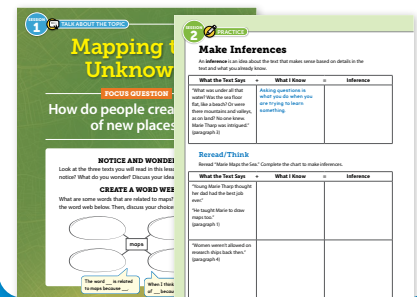 LESSON
1
TALK ABOUT THE TOPIC
Mapping t
Unknow
FOCUS QUESTION
How do people crea
of new places
NOTICE AND WONDE
Look at the three texts you will read in this less
notice? What do you wonder? Discuss your idea
CREATE A WORD WEB
What are some words that are related to maps?
the word web below. Then, discuss your choice
maps
The word __ is related
to maps because __.
When I think
of __ becau
LESSON
2
PRACTICE
Make Inferences
An inference is an idea about the text that makes sense based on details in the
text and what you already know.
What the Text Says + What I Know = Inference
"What was under all that
water? Was the sea floor
flat, like a beach? Or were
there mountains and valleys,
as on land? No one knew.
Marie Tharp was intrigued."
(paragraph 3)
Asking questions is
what you do when you
are trying to learn
something.
Reread/Think
Reread "Marie Maps the Sea." Complete the chart to make inferences.
What the Text Says + What I Know = Inference
"Young Marie Tharp thought
her dad had the best job
ever."
"He taught Marie to draw
maps too."
(paragraph 1)
"Women weren't allowed on
research ships back then."
(paragraph 4)